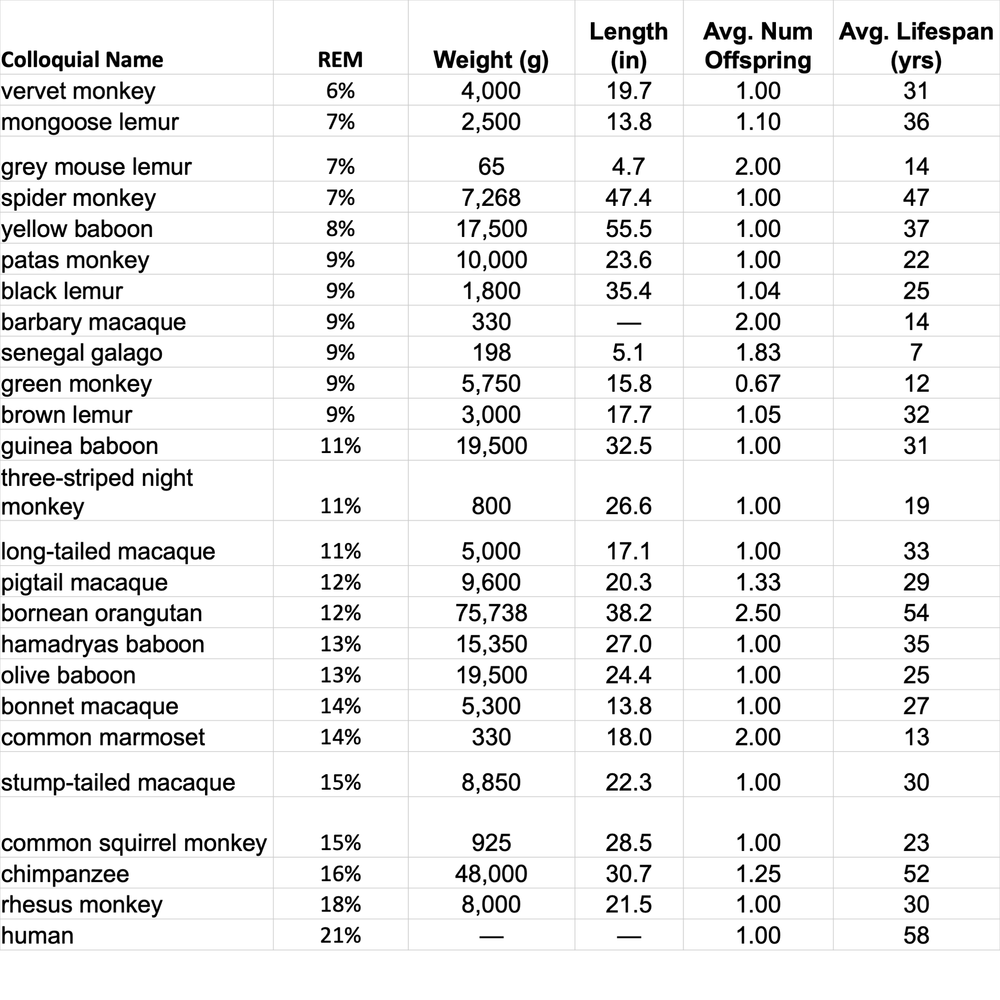 Colloquial Name REM Weight (g) Length (in) Avg. Num Offspring Avg. Lifespan (yrs)
vervet monkey 6% 4,000 19.7 1.00 31
mongoose lemur 7% 2,500 13.8 1.10 36
grey mouse lemur 7% 65 4.7 2.00 14
spider monkey 7% 7,268 47.4 1.00 47
yellow baboon 8% 17,500 55.5 1.00 37
patas monkey 9% 10,000 23.6 1.00 22
black lemur 9% 1,800 35.4 1.04 25
barbary macaque 9% 330 — 2.00 14
senegal galago 9% 198 5.1 1.83 7
green monkey 9% 5,750 15.8 0.67 12
brown lemur 9% 3,000 17.7 1.05 32
guinea baboon 11% 19,500 32.5 1.00 31
three-striped night
monkey 11% 800 26.6 1.00 19
long-tailed macaque 11% 5,000 17.1 1.00 33
pigtail macaque 12% 9,600 20.3 1.33 29
bornean orangutan 12% 75,738 38.2 2.50 54
hamadryas baboon 13% 15,350 27.0 1.00 35
olive baboon 13% 19,500 24.4 1.00 25
bonnet macaque 14% 5,300 13.8 1.00 27
common marmoset 14% 330 18.0 2.00 13
stump-tailed macaque 15% 8,850 22.3 1.00 30
common squirrel monkey 15% 925 28.5 1.00 23
chimpanzee 16% 48,000 30.7 1.25 52
rhesus monkey 18% 8,000 21.5 1.00 30
human 21% — — 1.00 58